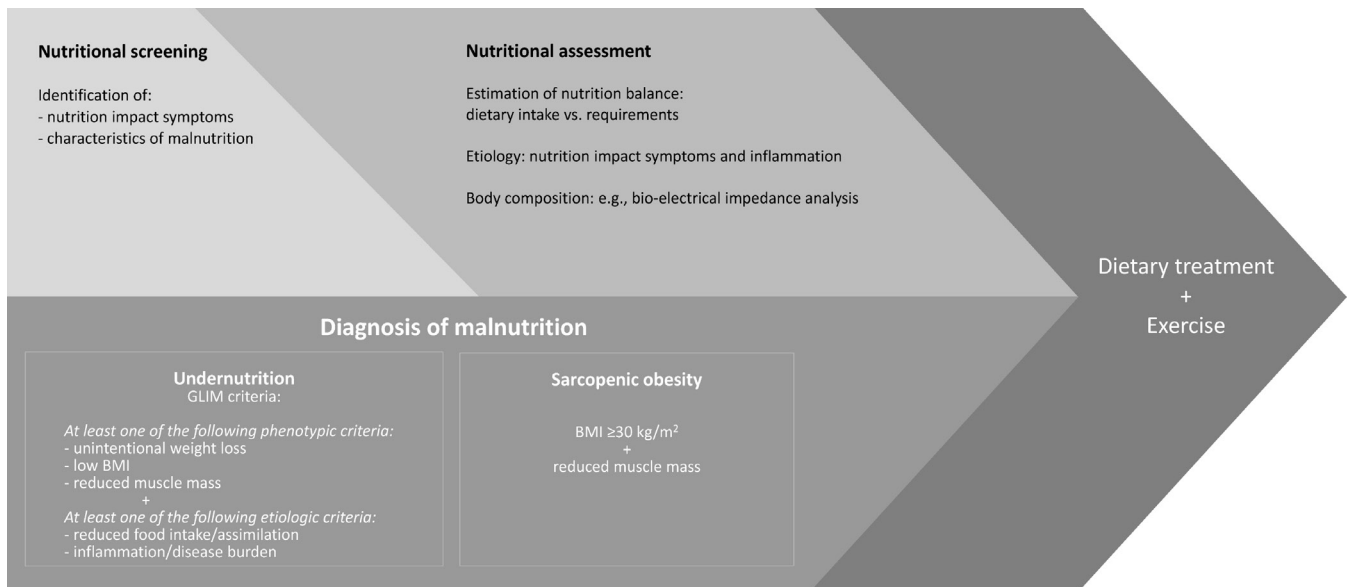 Nutritional screening
Identification of:
- nutrition impact symptoms
- characteristics of malnutrition
Nutritional assessment
Estimation of nutrition balance:
dietary intake vs. requirements
Etiology: nutrition impact symptoms and inflammation
Body composition: e.g., bio-electrical impedance analysis
Diagnosis of malnutrition
Undernutrition
GLIM criteria:
At least one of the following phenotypic criteria:
- unintentional weight loss
- low BMI
- reduced muscle mass
+
At least one of the following etiologic criteria:
- reduced food intake/assimilation
- inflammation/disease burden
Sarcopenic obesity
BMI ≥30 kg/m²
+
reduced muscle mass
Dietary treatment
+
Exercise